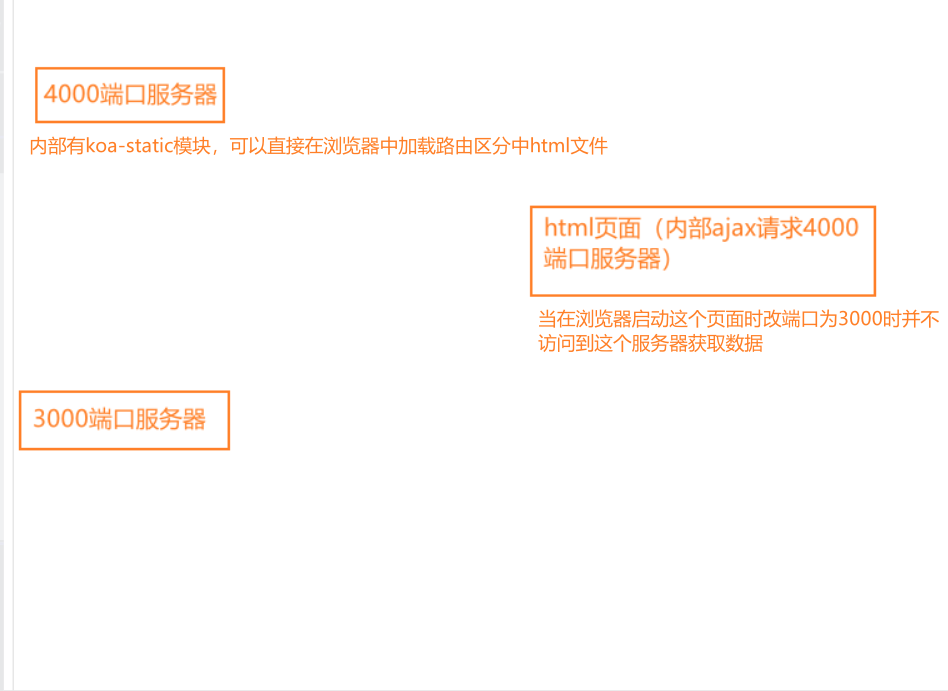 4000端口服务器
内部有koa-static模块，可以直接在浏览器中加载路由区分中html文件
html页面（内部ajax请求4000
端口服务器）
当在浏览器启动这个页面时改端口为3000时并不
访问到这个服务器获取数据
3000端口服务器